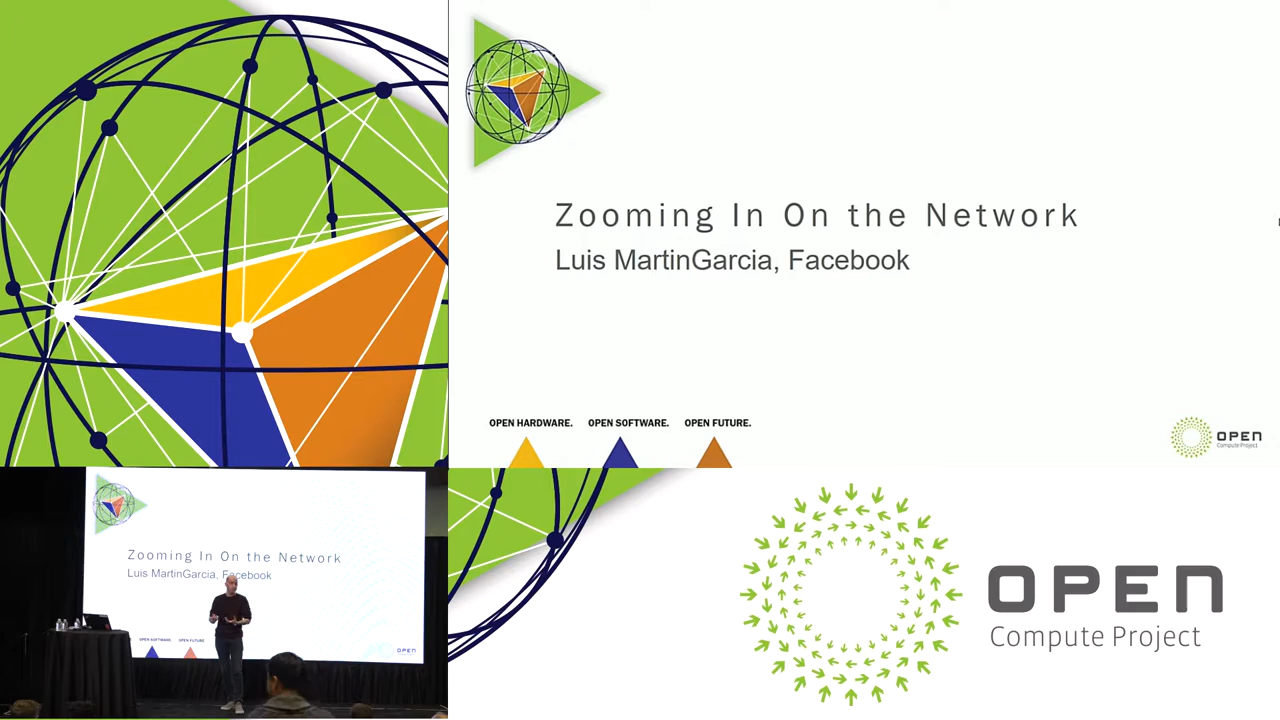 Zooming In On the Network
Luis MartinGarcia, Facebook
OPEN HARDWARE. OPEN SOFTWARE. OPEN FUTURE.
OPEN
Compute Project
Zooming In On the Network
Luis MartinGarcia, Facebook
OPEN SOFTWARE. OPEN FUTURE.
OPEN
OPEN
Compute Project